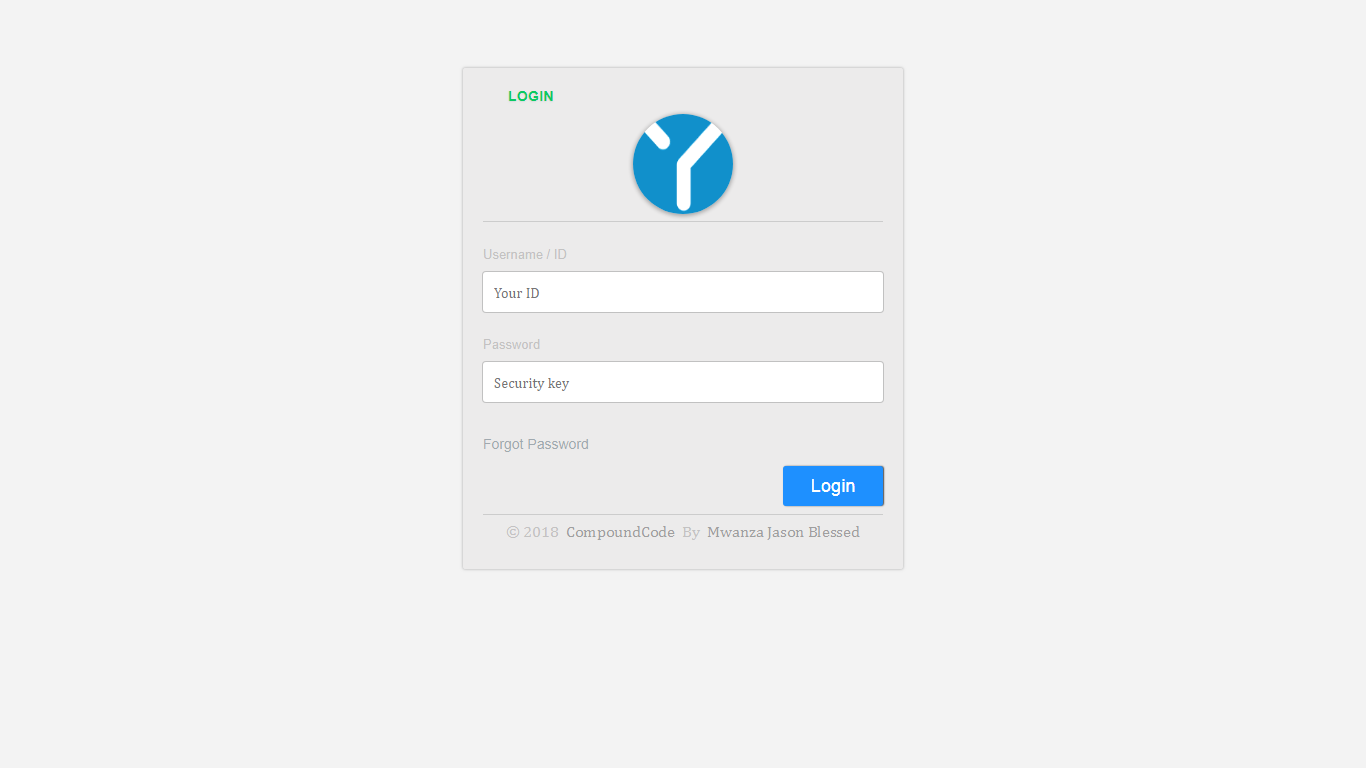 LOGIN
Username / ID
Your ID
Password
Security key
Forgot Password
Login
© 2018 CompoundCode By Mwanza Jason Blessed